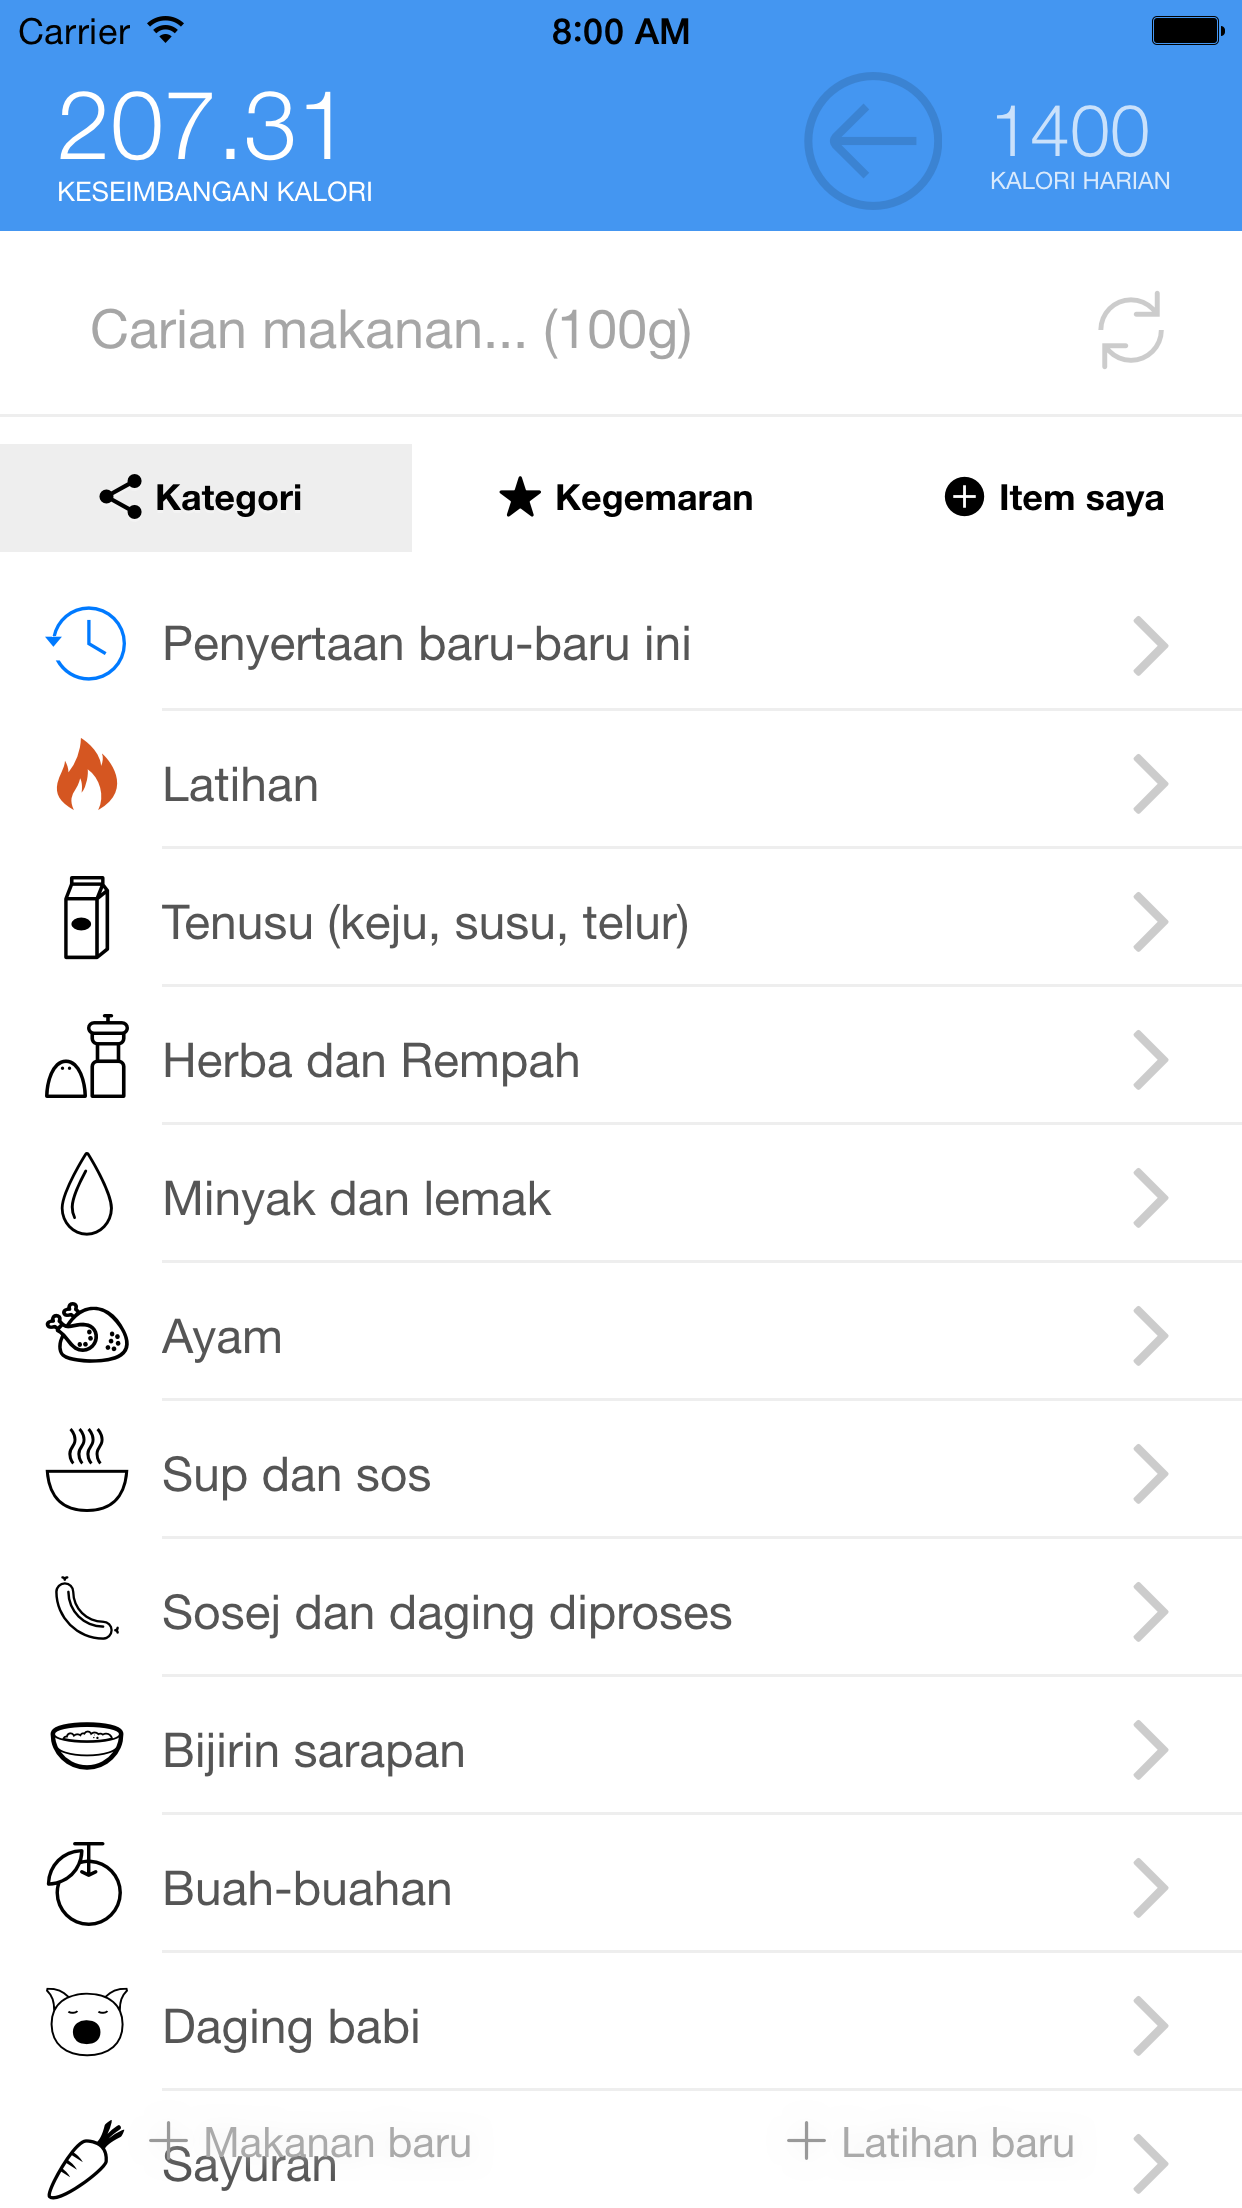 Carrier 8:00 AM
207.31
KESEIMBANGAN KALORI
1400
KALORI HARIAN
Carian makanan... (100g)
Kategori
Kegemaran
Item saya
Penyertaan baru-baru ini
Latihan
Tenusu (keju, susu, telur)
Herba dan Rempah
Minyak dan lemak
Ayam
Sup dan sos
Sosej dan daging diproses
Bijirin sarapan
Buah-buahan
Daging babi
Makanan baru
Latihan baru
Sayuran